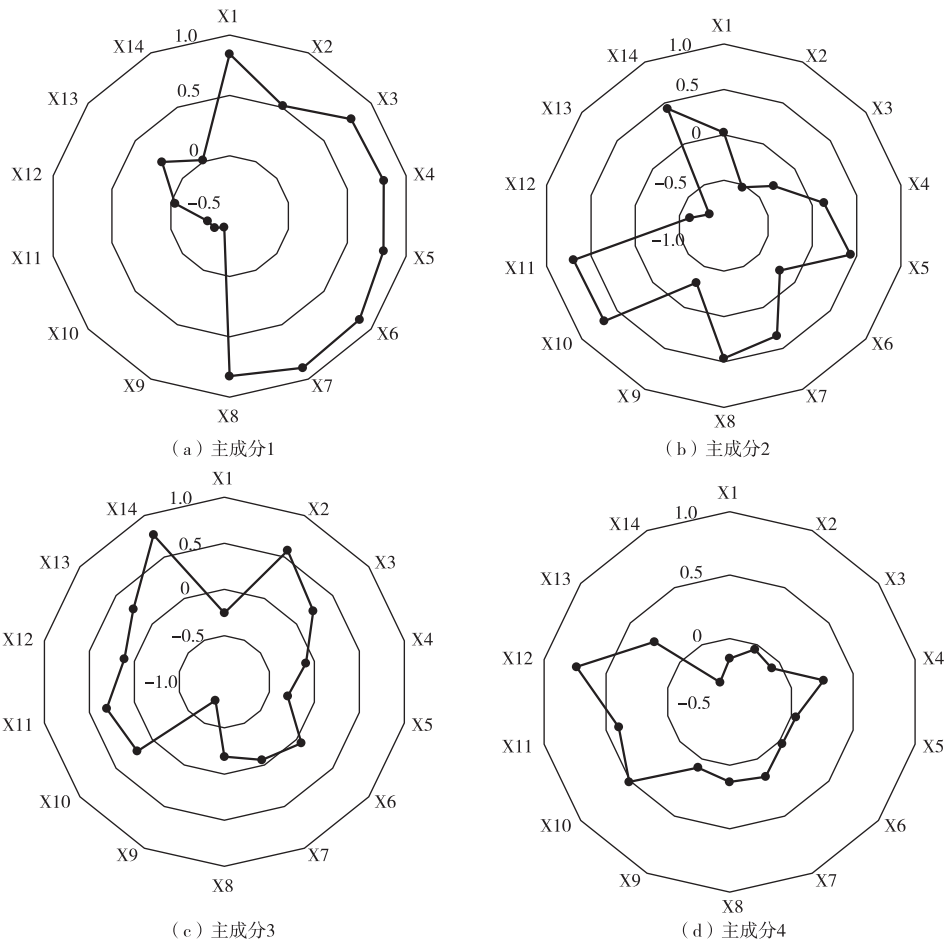 X1
1.0
X14
X2
X13
0.5
X3
X12
0
X4
−0.5
X11
X5
X10
X6
X9
X7
X8
（a）主成分1
X1
1.0
X14
X2
X13
0.5
X3
0
X12
−0.5
X4
−1.0
X11
X5
X10
X6
X9
X7
X8
（b）主成分2
X1
1.0
X14
X2
0.5
X13
X3
0
X12
−0.5
X4
−1.0
X11
X5
X10
X6
X9
X7
X8
（c）主成分3
X1
1.0
X14
X2
X13
0.5
X3
X12
0
X4
−0.5
X11
X5
X10
X6
X9
X7
X8
（d）主成分4